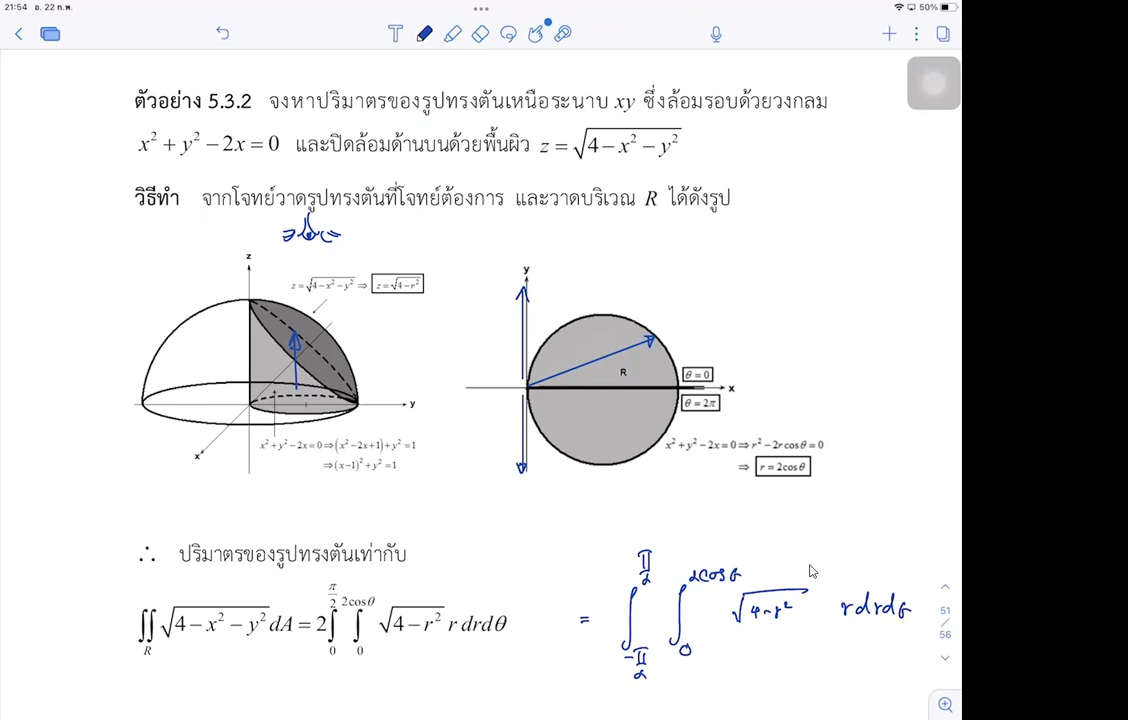 21:54 อ. 22 ก.พ.
50%
ตัวอย่าง 5.3.2 จงหาปริมาตรของรูปทรงตันเหนือระนาบ xy ซึ่งล้อมรอบด้วยวงกลม
x² + y² − 2x = 0 และปิดล้อมด้านบนด้วยพื้นผิว z = √(4 − x² − y²)
วิธีทำ จากโจทย์วาดรูปทรงตันที่โจทย์ต้องการ และวาดบริเวณ R ได้ดังรูป
z
z = √(4 − x² − y²) ⇒ z = √(4 − r²)
y
x
x² + y² − 2x = 0 ⇒ (x² − 2x + 1) + y² = 1
⇒ (x − 1)² + y² = 1
y
R
θ = 0
x
θ = 2π
x² + y² − 2x = 0 ⇒ r² − 2r cos θ = 0
⇒ r = 2cos θ
∴ ปริมาตรของรูปทรงตันเท่ากับ
∬_R √(4 − x² − y²) dA = 2 ∫_0^{π/2} ∫_0^{2cosθ} √(4 − r²) r dr dθ = ∫_{-π/2}^{π/2} ∫_0^{2cosθ} √(4 − r²) r dr dθ
51
/
56